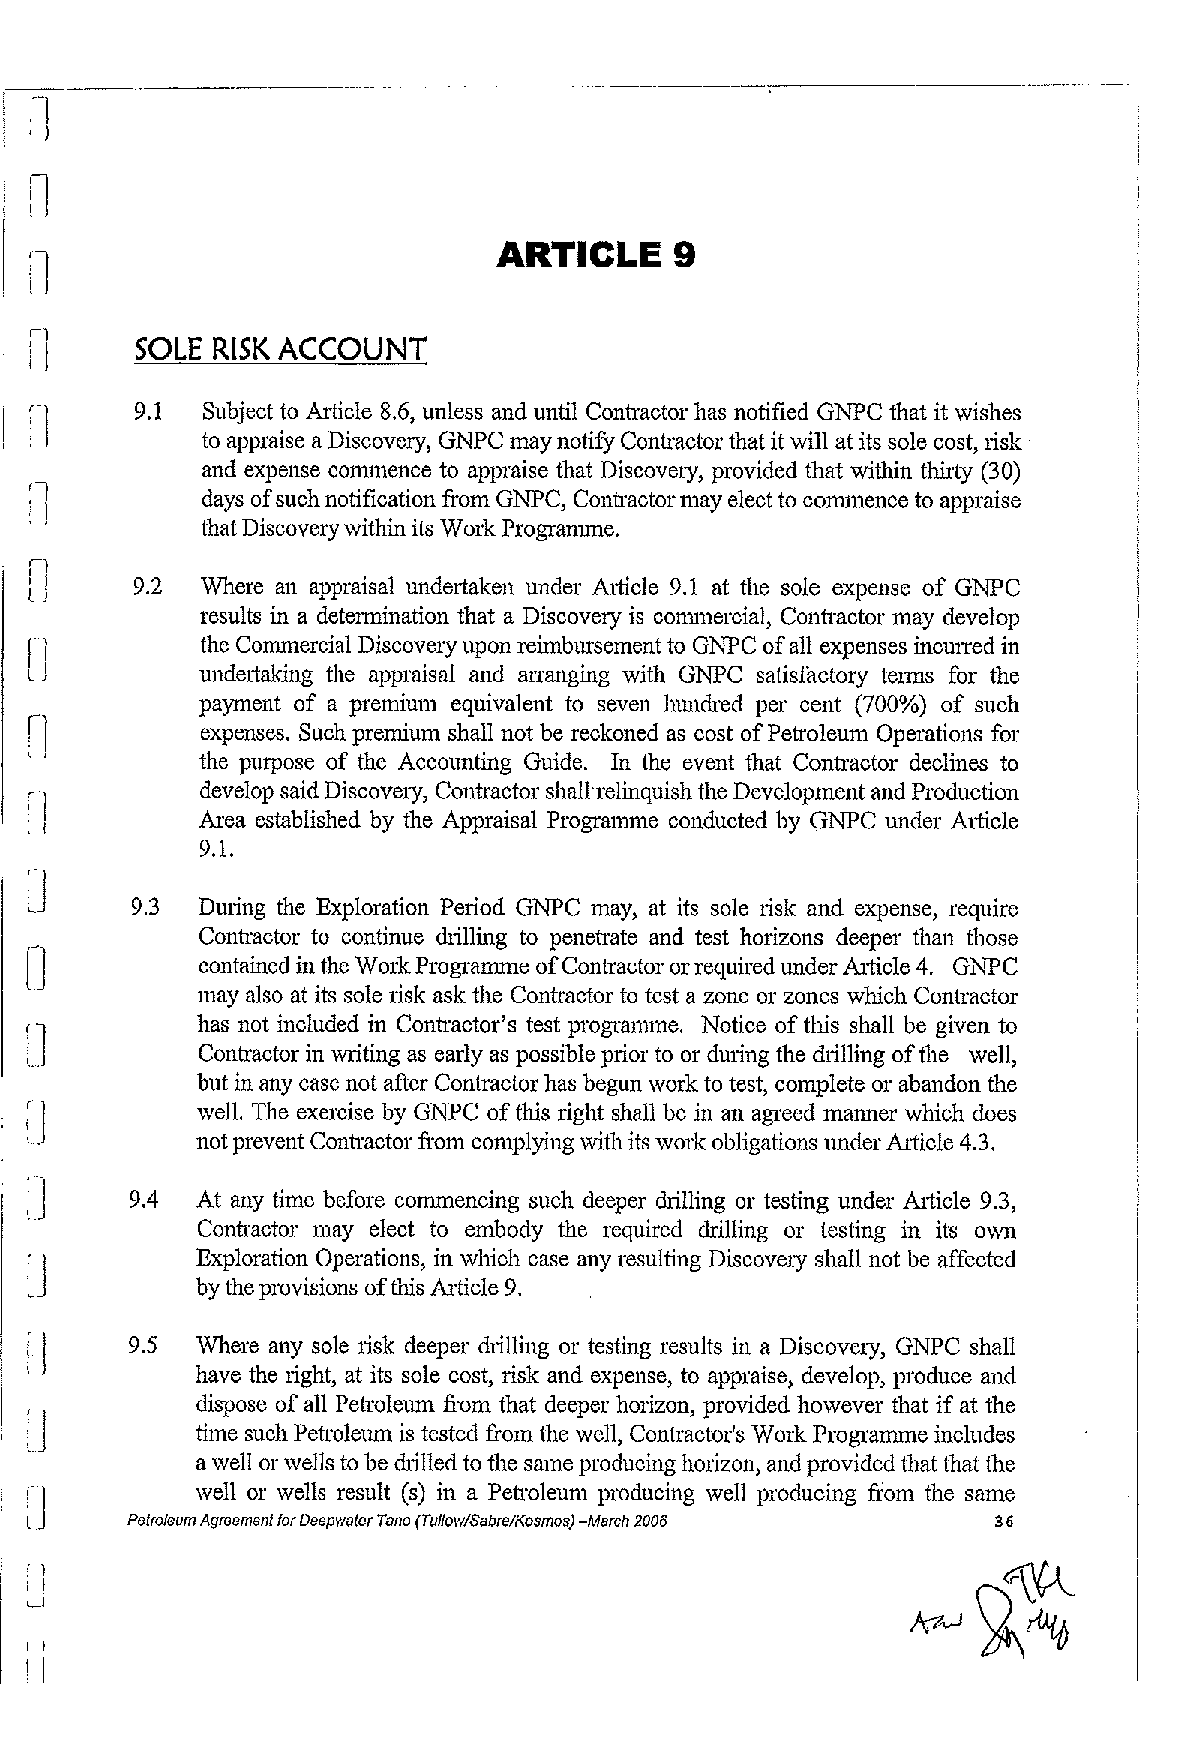 ARTICLE 9
SOLE RISK ACCOUNT
9.1 Subject to Article 8.6, unless and until Contractor has notified GNPC that it wishes
to appraise a Discovery, GNPC may notify Contractor that it will at its sole cost, risk
and expense commence to appraise that Discovery, provided that within thirty (30)
days of such notification from GNPC, Contractor may elect to commence to appraise
that Discovery within its Work Programme.
9.2 Where an appraisal undertaken under Article 9.1 at the sole expense of GNPC
results in a determination that a Discovery is commercial, Contractor may develop
the Commercial Discovery upon reimbursement to GNPC of all expenses incurred in
undertaking the appraisal and arranging with GNPC satisfactory terms for the
payment of a premium equivalent to seven hundred per cent (700%) of such
expenses. Such premium shall not be reckoned as cost of Petroleum Operations for
the purpose of the Accounting Guide. In the event that Contractor declines to
develop said Discovery, Contractor shall relinquish the Development and Production
Area established by the Appraisal Programme conducted by GNPC under Article
9.1.
9.3 During the Exploration Period GNPC may, at its sole risk and expense, require
Contractor to continue drilling to penetrate and test horizons deeper than those
contained in the Work Programme of Contractor or required under Article 4. GNPC
may also at its sole risk ask the Contractor to test a zone or zones which Contractor
has not included in Contractor's test programme. Notice of this shall be given to
Contractor in writing as early as possible prior to or during the drilling of the well,
but in any case not after Contractor has begun work to test, complete or abandon the
well. The exercise by GNPC of this right shall be in an agreed manner which does
not prevent Contractor from complying with its work obligations under Article 4.3.
9.4 At any time before commencing such deeper drilling or testing under Article 9.3,
Contractor may elect to embody the required drilling or testing in its own
Exploration Operations, in which case any resulting Discovery shall not be affected
by the provisions of this Article 9.
9.5 Where any sole risk deeper drilling or testing results in a Discovery, GNPC shall
have the right, at its sole cost, risk and expense, to appraise, develop, produce and
dispose of all Petroleum from that deeper horizon, provided however that if at the
time such Petroleum is tested from the well, Contractor's Work Programme includes
a well or wells to be drilled to the same producing horizon, and provided that that the
well or wells result (s) in a Petroleum producing well producing from the same
Petroleum Agreement for Deepwater Tano (Tullow/Sabre/Kosmos) –March 2006 36